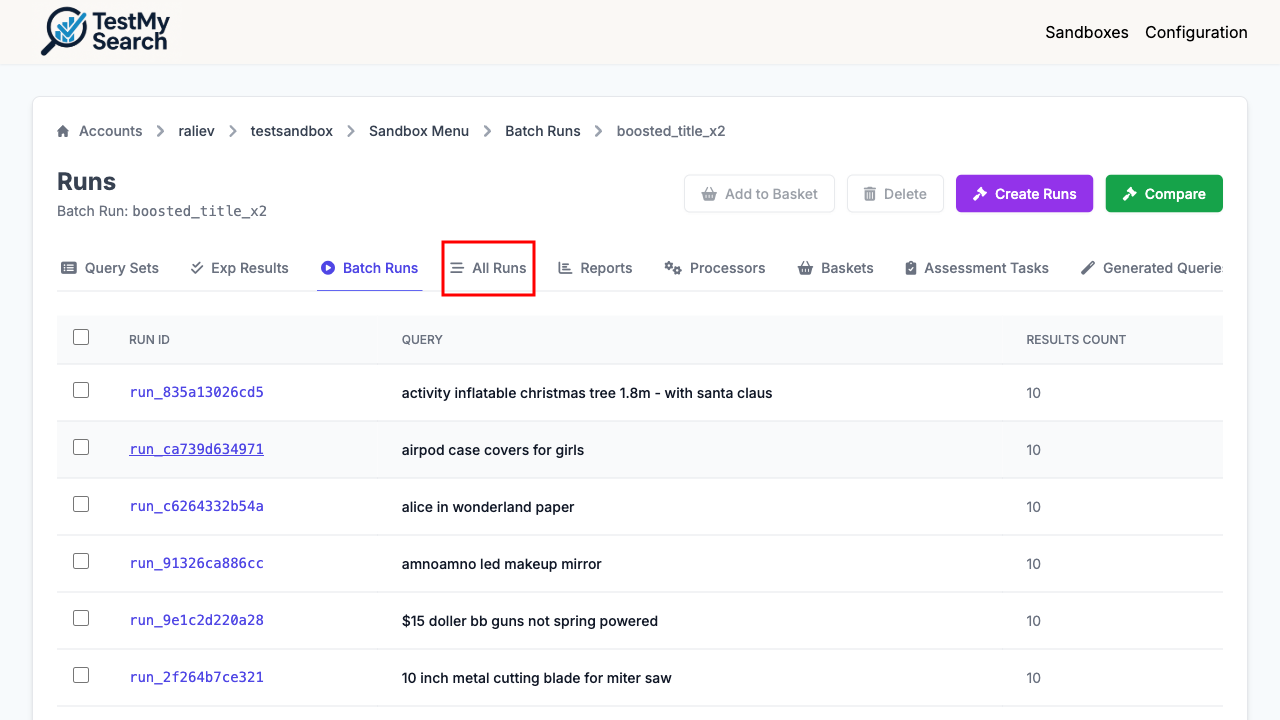 TestMy
Search
Sandboxes Configuration
Accounts raliev testsandbox Sandbox Menu Batch Runs boosted_title_x2
Runs
Batch Run: boosted_title_x2
Add to Basket Delete Create Runs Compare
Query Sets Exp Results Batch Runs All Runs Reports Processors Baskets Assessment Tasks Generated Querie
RUN ID QUERY RESULTS COUNT
run_835a13026cd5 activity inflatable christmas tree 1.8m - with santa claus 10
run_ca739d634971 airpod case covers for girls 10
run_c6264332b54a alice in wonderland paper 10
run_91326ca886cc amnoamno led makeup mirror 10
run_9e1c2d220a28 $15 doller bb guns not spring powered 10
run_2f264b7ce321 10 inch metal cutting blade for miter saw 10